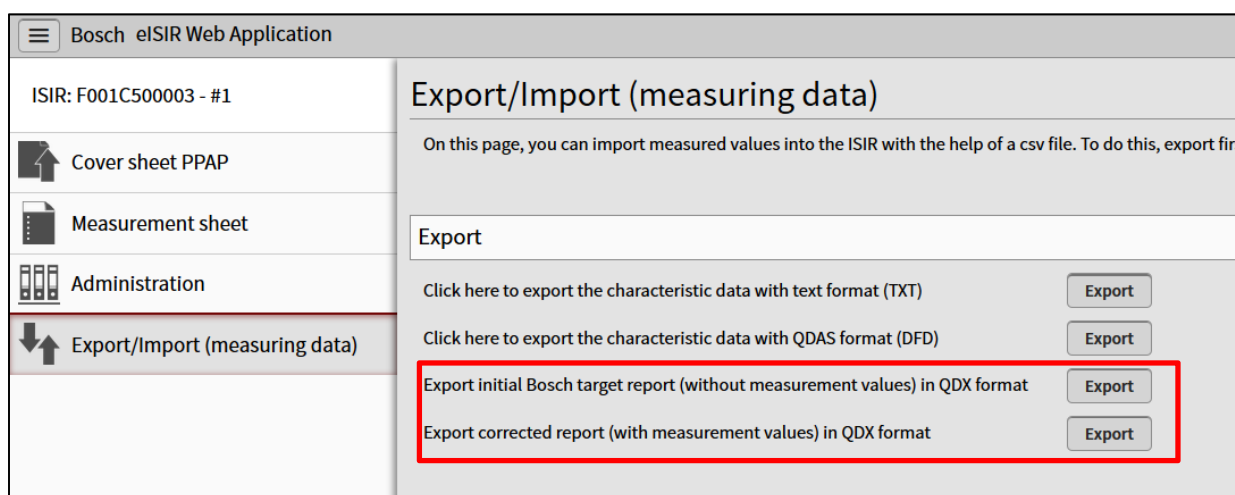 Bosch eISIR Web Application
ISIR: F001C500003 - #1
Cover sheet PPAP
Measurement sheet
Administration
Export/Import (measuring data)
Export/Import (measuring data)
On this page, you can import measured values into the ISIR with the help of a csv file. To do this, export
Export
Click here to export the characteristic data with text format (TXT) Export
Click here to export the characteristic data with QDAS format (DFD) Export
Export initial Bosch target report (without measurement values) in QDX format Export
Export corrected report (with measurement values) in QDX format Export